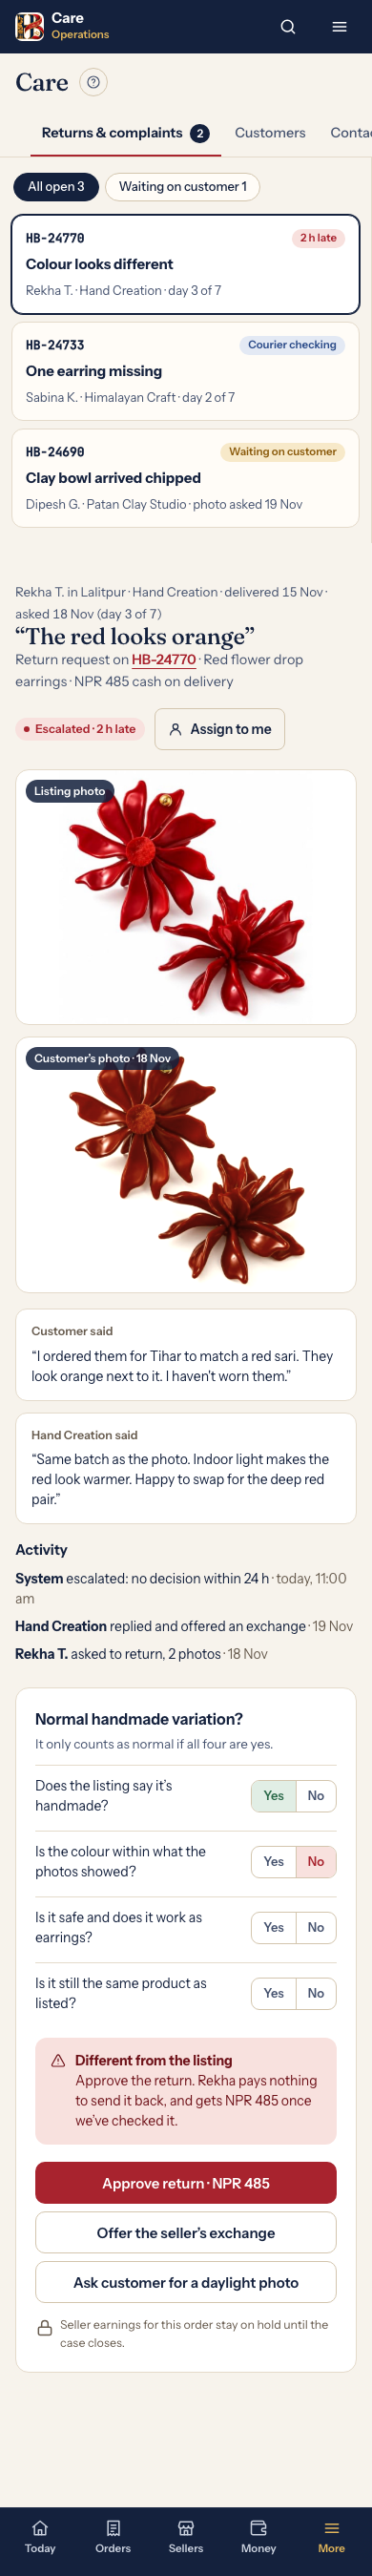 Care
Operations
Care
Returns & complaints 2 Customers
All open 3 Waiting on customer 1
HB-24770 2 h late
Colour looks different
Rekha T. · Hand Creation · day 3 of 7
HB-24733 Courier checking
One earring missing
Sabina K. · Himalayan Craft · day 2 of 7
HB-24690 Waiting on customer
Clay bowl arrived chipped
Dipesh G. · Patan Clay Studio · photo asked 19 Nov
Rekha T. in Lalitpur · Hand Creation · delivered 15 Nov ·
asked 18 Nov (day 3 of 7)
“The red looks orange”
Return request on HB-24770 · Red flower drop
earrings · NPR 485 cash on delivery
Escalated · 2 h late Assign to me
Listing photo
Customer’s photo · 18 Nov
Customer said
“I ordered them for Tihar to match a red sari. They
look orange next to it. I haven't worn them.”
Hand Creation said
“Same batch as the photo. Indoor light makes the
red look warmer. Happy to swap for the deep red
pair.”
Activity
System escalated: no decision within 24 h · today, 11:00
am
Hand Creation replied and offered an exchange · 19 Nov
Rekha T. asked to return, 2 photos · 18 Nov
Normal handmade variation?
It only counts as normal if all four are yes.
Does the listing say it’s
handmade?
Yes No
Is the colour within what the
photos showed?
Yes No
Is it safe and does it work as
earrings?
Yes No
Is it still the same product as
listed?
Yes No
Different from the listing
Approve the return. Rekha pays nothing
to send it back, and gets NPR 485 once
we’ve checked it.
Approve return · NPR 485
Offer the seller’s exchange
Ask customer for a daylight photo
Seller earnings for this order stay on hold until the
case closes.
Today Orders Sellers Money More